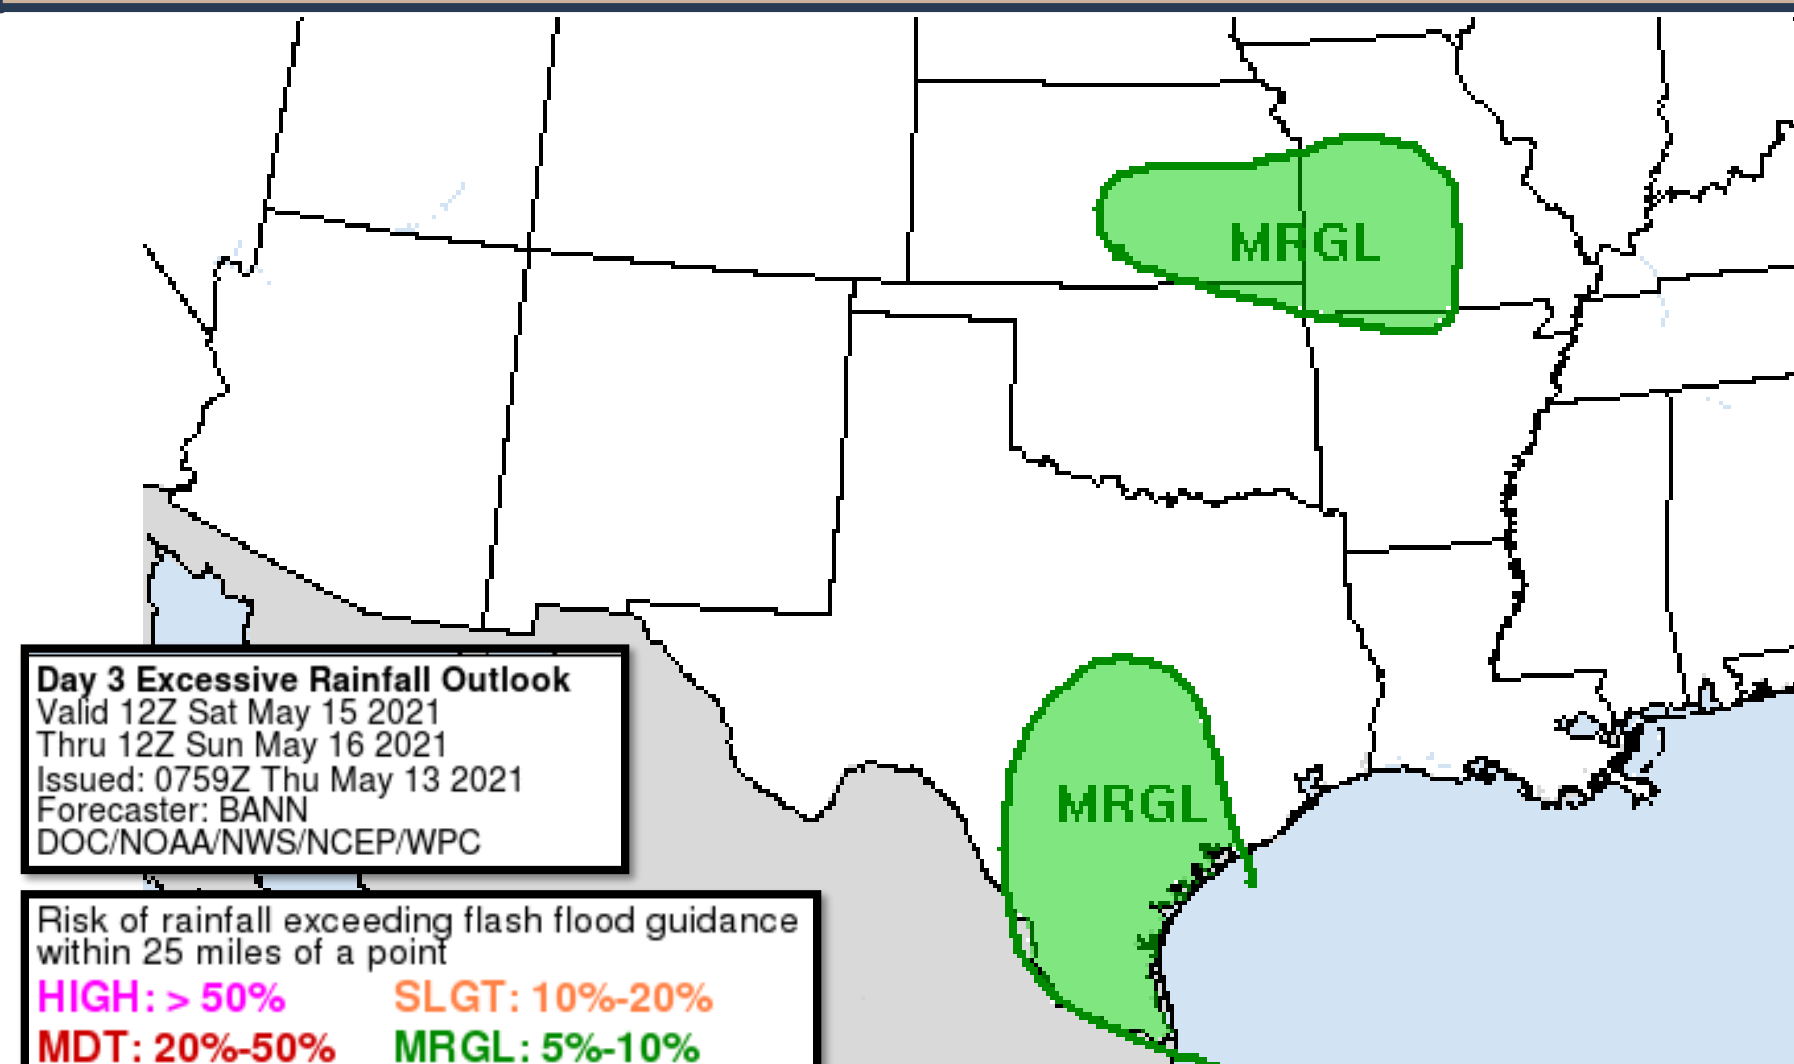 MRGL
MRGL
Day 3 Excessive Rainfall Outlook
Valid 12Z Sat May 15 2021
Thru 12Z Sun May 16 2021
Issued: 0759Z Thu May 13 2021
Forecaster: BANN
DOC/NOAA/NWS/NCEP/WPC
Risk of rainfall exceeding flash flood guidance
within 25 miles of a point
HIGH: > 50% SLGT: 10%-20%
MDT: 20%-50% MRGL: 5%-10%